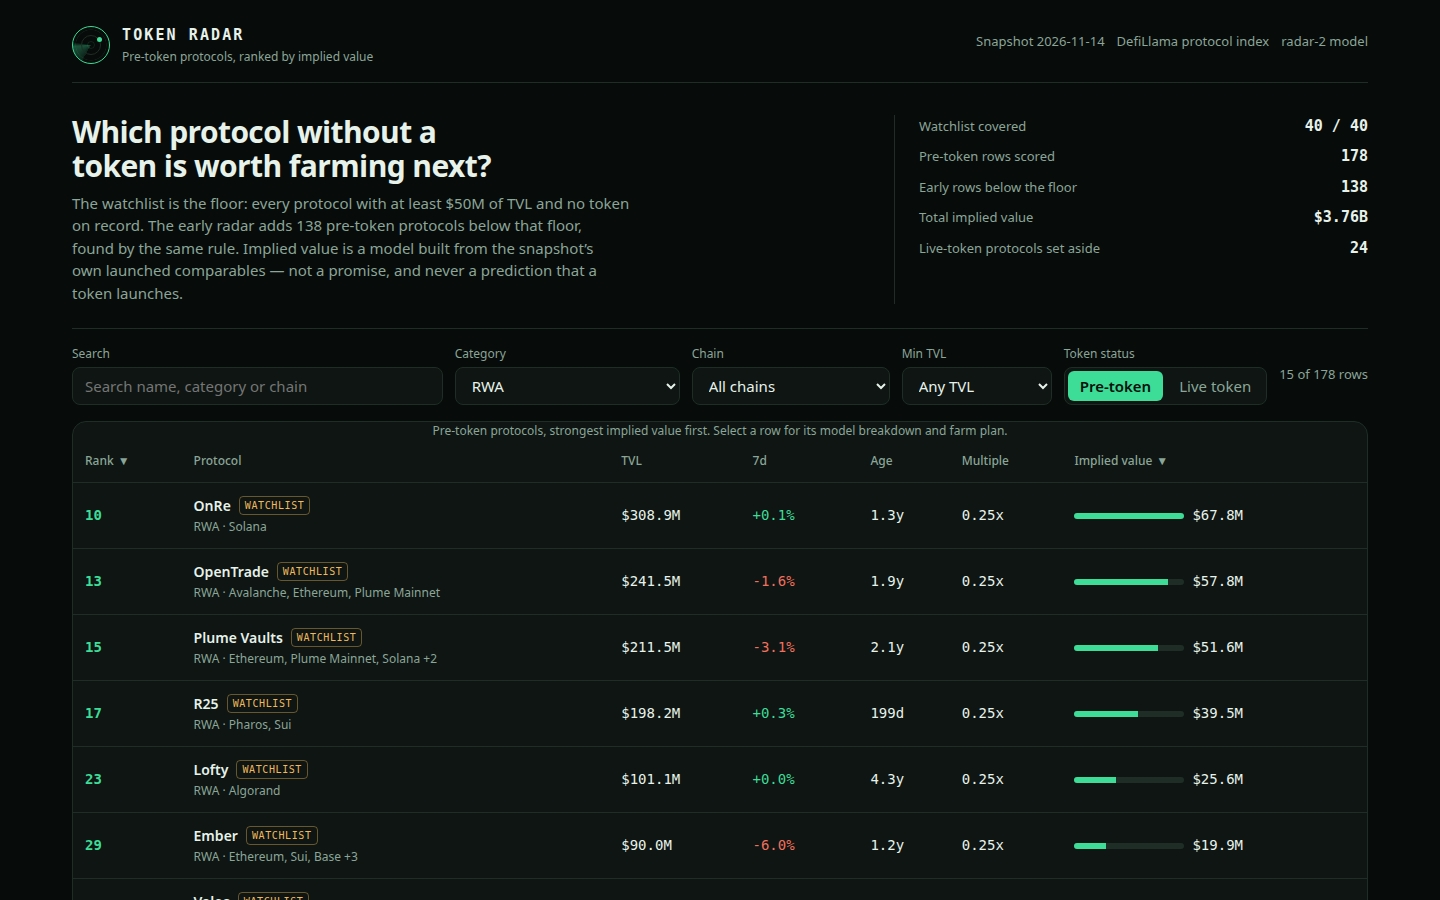 TOKEN RADAR
Pre-token protocols, ranked by implied value
Snapshot 2026-11-14 DefiLlama protocol index radar-2 model
Which protocol without a
token is worth farming next?
The watchlist is the floor: every protocol with at least $50M of TVL and no token
on record. The early radar adds 138 pre-token protocols below that floor,
found by the same rule. Implied value is a model built from the snapshot's
own launched comparables — not a promise, and never a prediction that a
token launches.
Watchlist covered 40 / 40
Pre-token rows scored 178
Early rows below the floor 138
Total implied value $3.76B
Live-token protocols set aside 24
Search Category Chain Min TVL Token status
Search name, category or chain RWA All chains Any TVL Pre-token Live token 15 of 178 rows
Pre-token protocols, strongest implied value first. Select a row for its model breakdown and farm plan.
Rank ▼ Protocol TVL 7d Age Multiple Implied value ▼
10 OnRe WATCHLIST $308.9M +0.1% 1.3y 0.25x $67.8M
RWA · Solana
13 OpenTrade WATCHLIST $241.5M -1.6% 1.9y 0.25x $57.8M
RWA · Avalanche, Ethereum, Plume Mainnet
15 Plume Vaults WATCHLIST $211.5M -3.1% 2.1y 0.25x $51.6M
RWA · Ethereum, Plume Mainnet, Solana +2
17 R25 WATCHLIST $198.2M +0.3% 199d 0.25x $39.5M
RWA · Pharos, Sui
23 Lofty WATCHLIST $101.1M +0.0% 4.3y 0.25x $25.6M
RWA · Algorand
29 Ember WATCHLIST $90.0M -6.0% 1.2y 0.25x $19.9M
RWA · Ethereum, Sui, Base +3
WATCHLIST